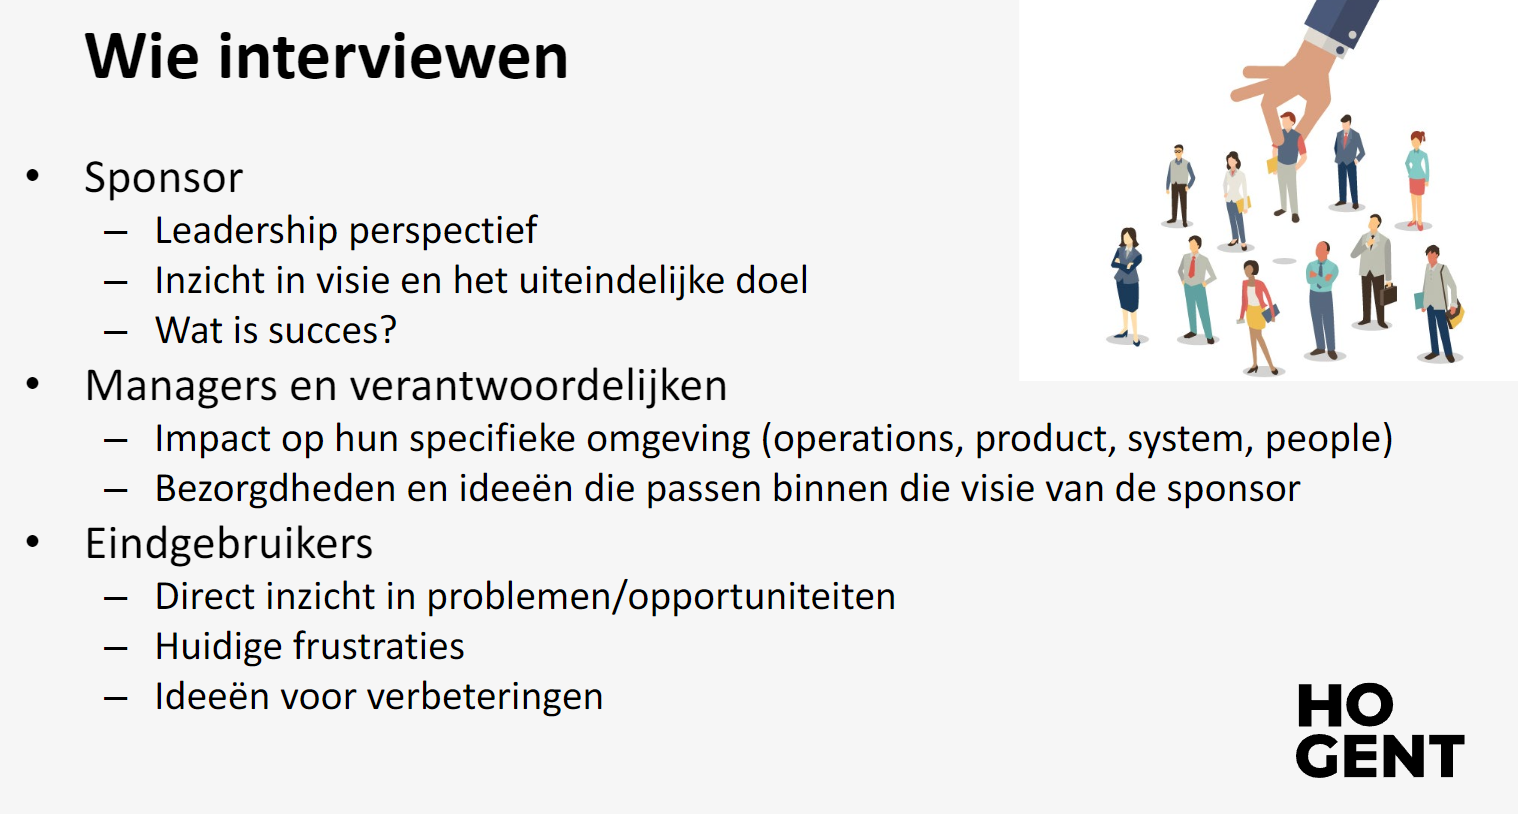 Wie interviewen
• Sponsor
– Leadership perspectief
– Inzicht in visie en het uiteindelijke doel
– Wat is succes?
• Managers en verantwoordelijken
– Impact op hun specifieke omgeving (operations, product, system, people)
– Bezorgdheden en ideeën die passen binnen die visie van de sponsor
• Eindgebruikers
– Direct inzicht in problemen/opportuniteiten
– Huidige frustraties
– Ideeën voor verbeteringen
HO
GENT